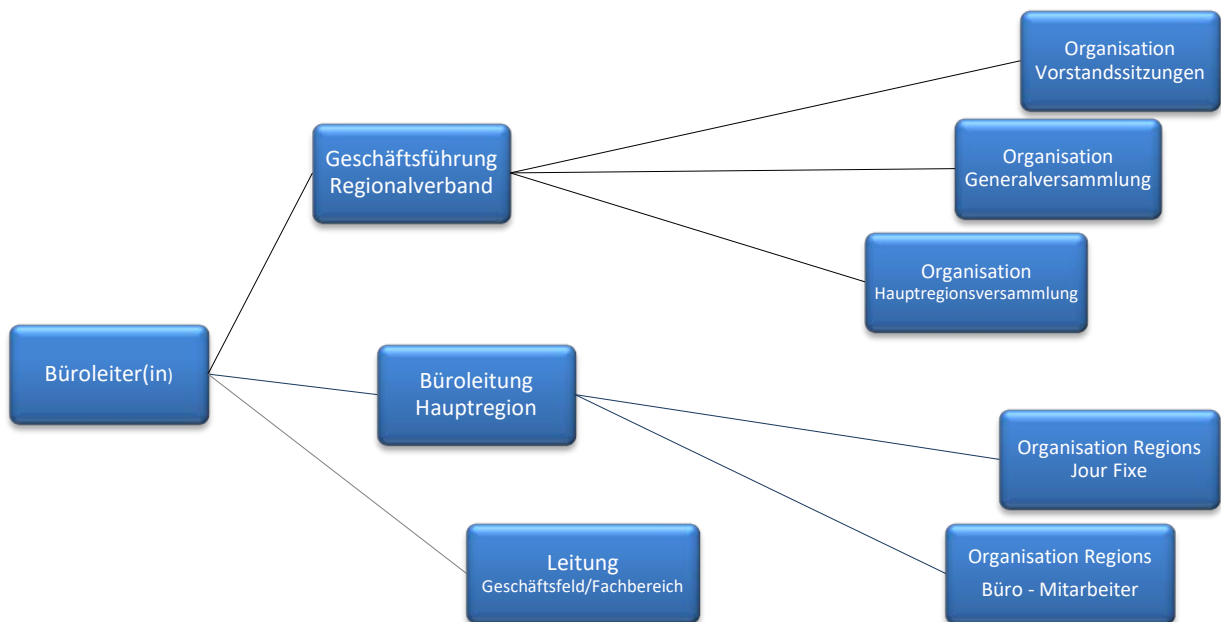 Organisation
Vorstandssitzungen
Geschäftsführung
Regionalverband
Organisation
Generalversammlung
Organisation
Hauptregionsversammlung
Büroleiter(in)
Büroleitung
Hauptregion
Organisation Regions
Jour Fixe
Leitung
Geschäftsfeld/Fachbereich
Organisation Regions
Büro - Mitarbeiter